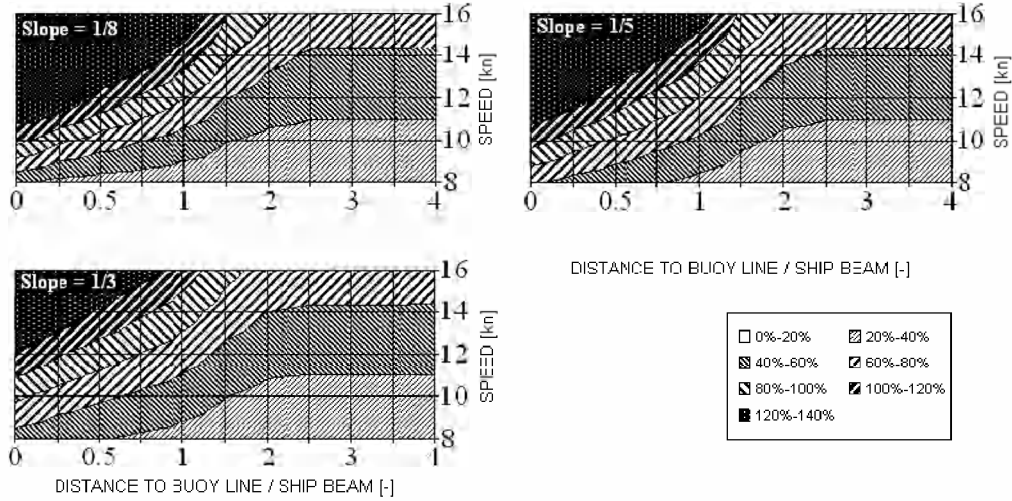 Slope = 1/8
16
14
12
10
8
SPEED [kn]
0 0.5 1 2 3 4
Slope = 1/5
16
14
12
10
8
SPEED [kn]
0 0.5 1 2 3 4
DISTANCE TO BUOY LINE / SHIP BEAM [-]
Slope = 1/3
16
14
12
10
8
SPEED [kn]
0 0.5 1 2 3 4
DISTANCE TO BUOY LINE / SHIP BEAM [-]
0%-20% 20%-40%
40%-60% 60%-80%
80%-100% 100%-120%
120%-140%